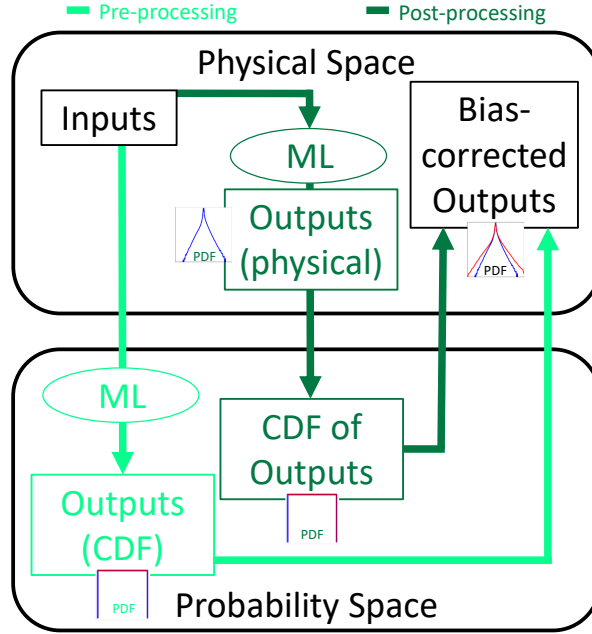 Pre-processing
Post-processing
Physical Space
Inputs
ML
Bias-
corrected
Outputs
PDF
Outputs
(physical)
PDF
ML
CDF of
Outputs
PDF
Outputs
(CDF)
PDF
Probability Space